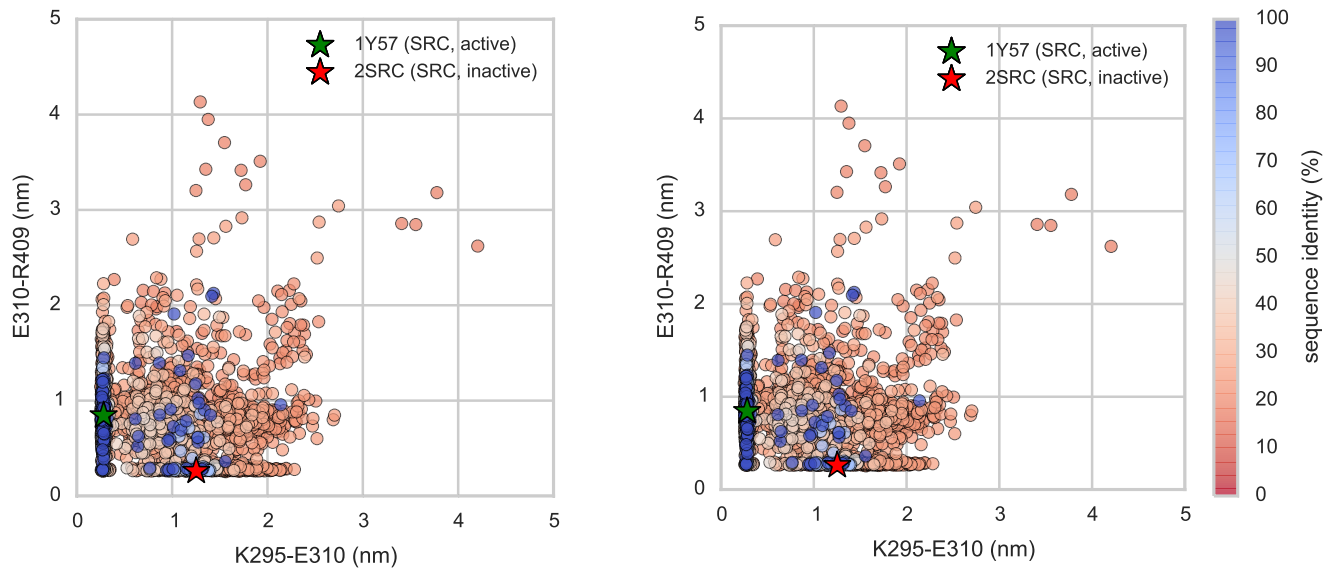 5
4
3
2
1
0
E310-R409 (nm)
1Y57 (SRC, active)
2SRC (SRC, inactive)
0 1 2 3 4 5
K295-E310 (nm)
5
4
3
2
1
0
E310-R409 (nm)
1Y57 (SRC, active)
2SRC (SRC, inactive)
0 1 2 3 4 5
K295-E310 (nm)
100
90
80
70
60
50
40
30
20
10
0
sequence identity (%)